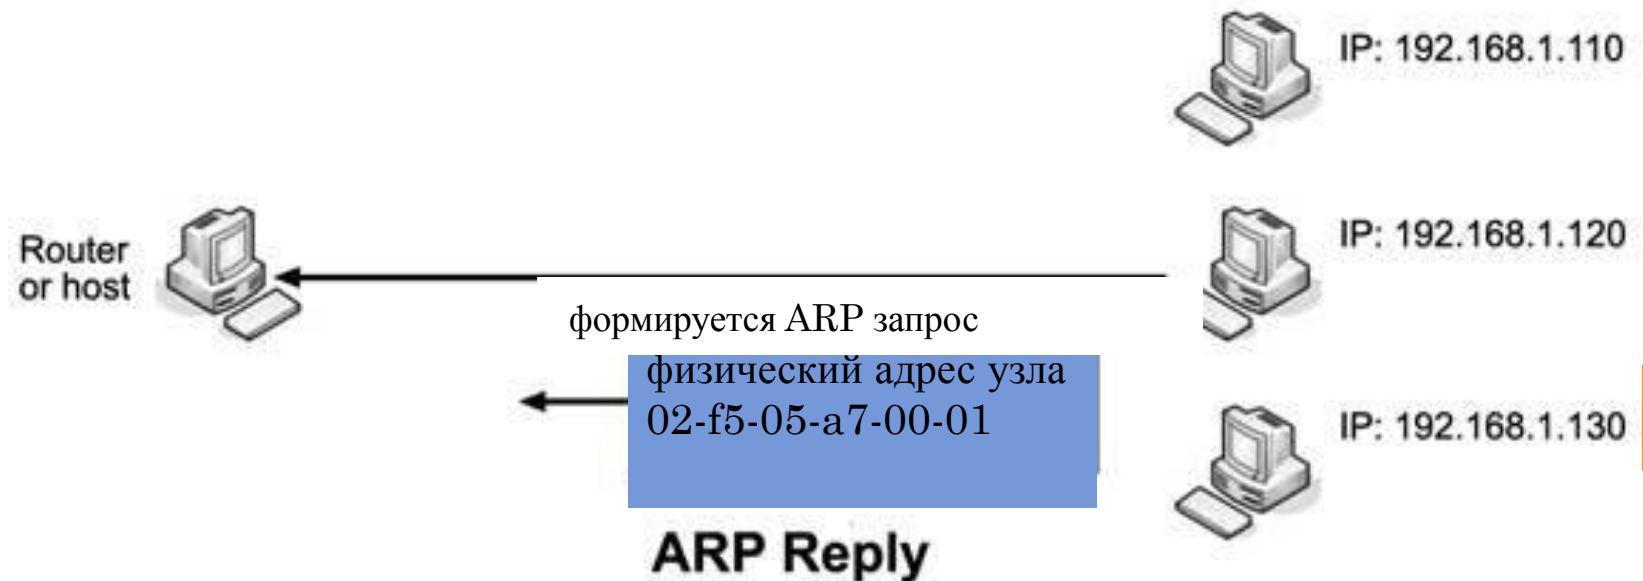 IP: 192.168.1.110
Router
or host
IP: 192.168.1.120
формируется ARP запрос
физический адрес узла
02-f5-05-a7-00-01
IP: 192.168.1.130
ARP Reply